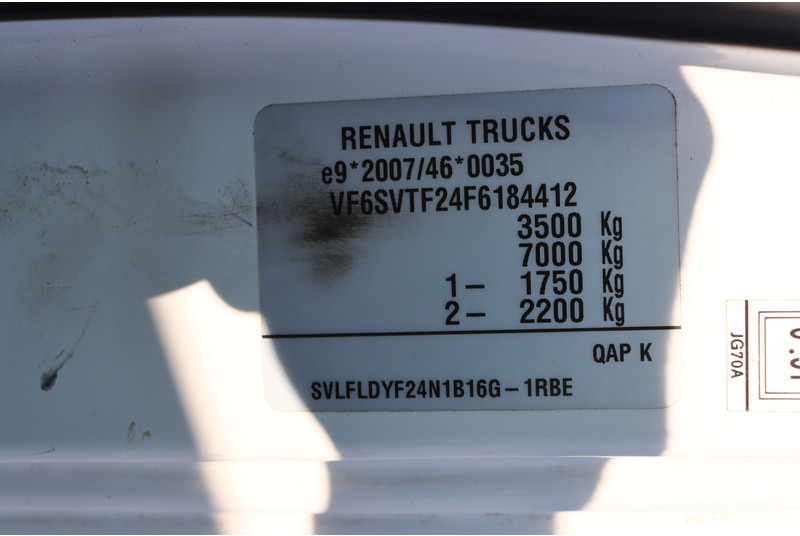 RENAULT TRUCKS
e9*2007/46*0035
VF6SVTF24F6184412
3500 Kg
7000 Kg
1- 1750 Kg
2- 2200 Kg
QAP K
SVLFLDYF24N1B16G-1RBE
JG70A